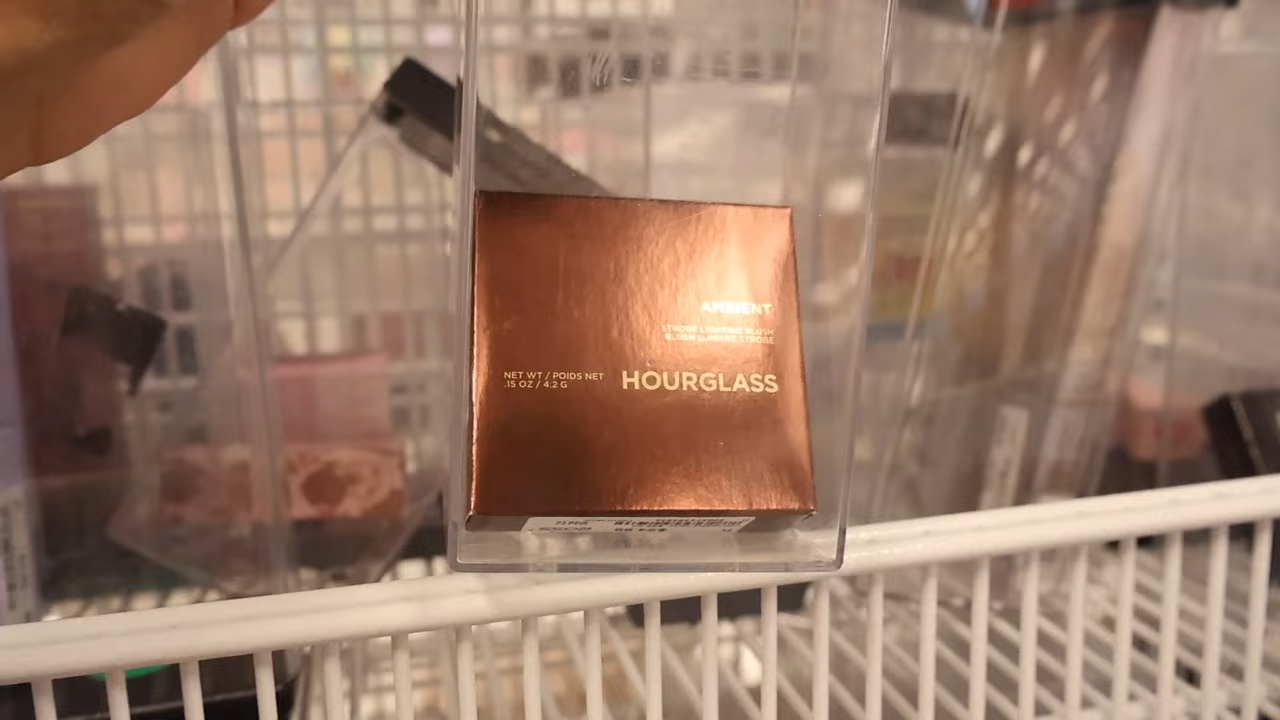 AMBIENT
STROBE LIGHTING BLUSH
BLUSH LUMIÈRE STROBE
NET WT / POIDS NET
.15 OZ / 4.2 G
HOURGLASS